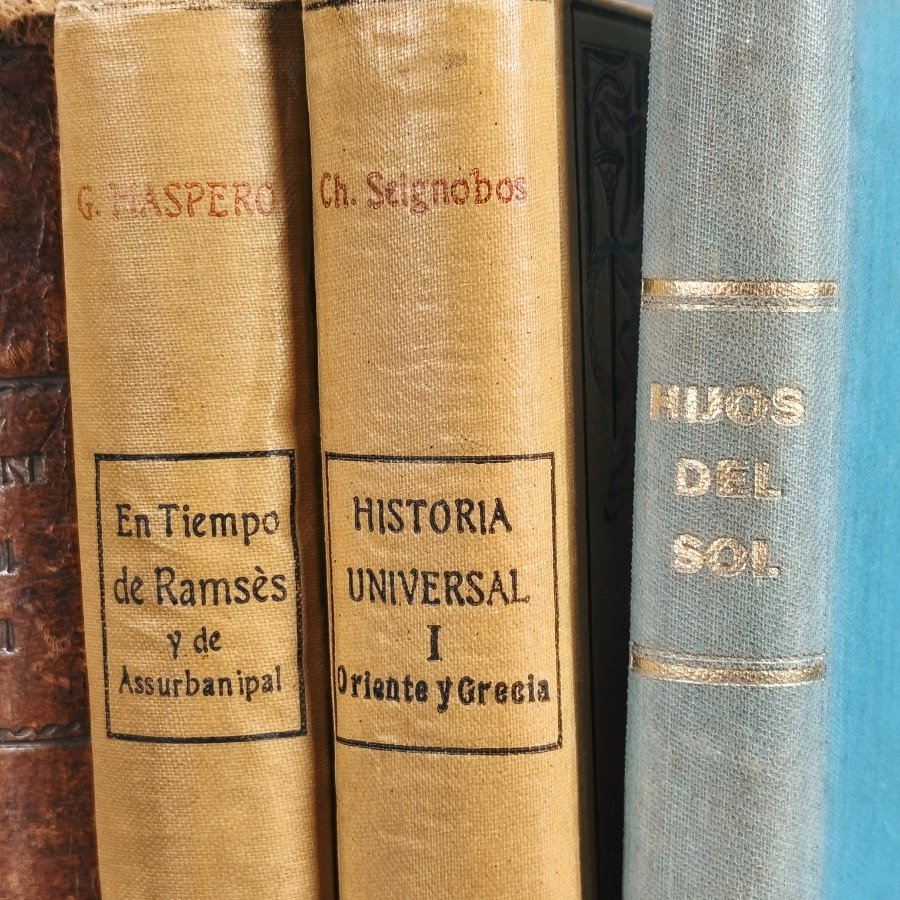 G. MASPERO
En Tiempo
de Ramsès
y de
Assurbanipal
Ch. Seignobos
HISTORIA
UNIVERSAL
I
Oriente y Grecia
HIJOS
DEL
SOL